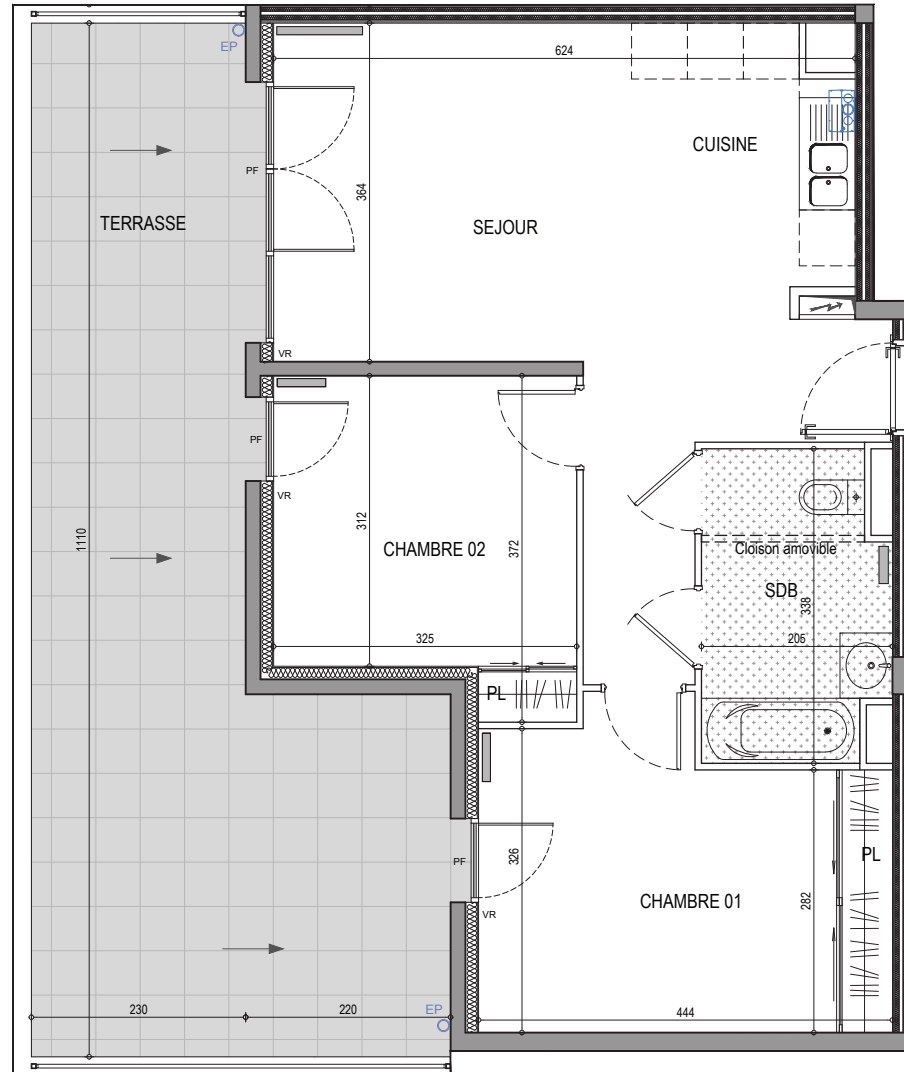 EP
624
CUISINE
PF
364
TERRASSE
SEJOUR
VR
PF
VR
1110
312
CHAMBRE 02
372
Cloison amovible
SDB
338
325
205
PL
326
PF
PL
CHAMBRE 01
282
VR
230
220
EP
444